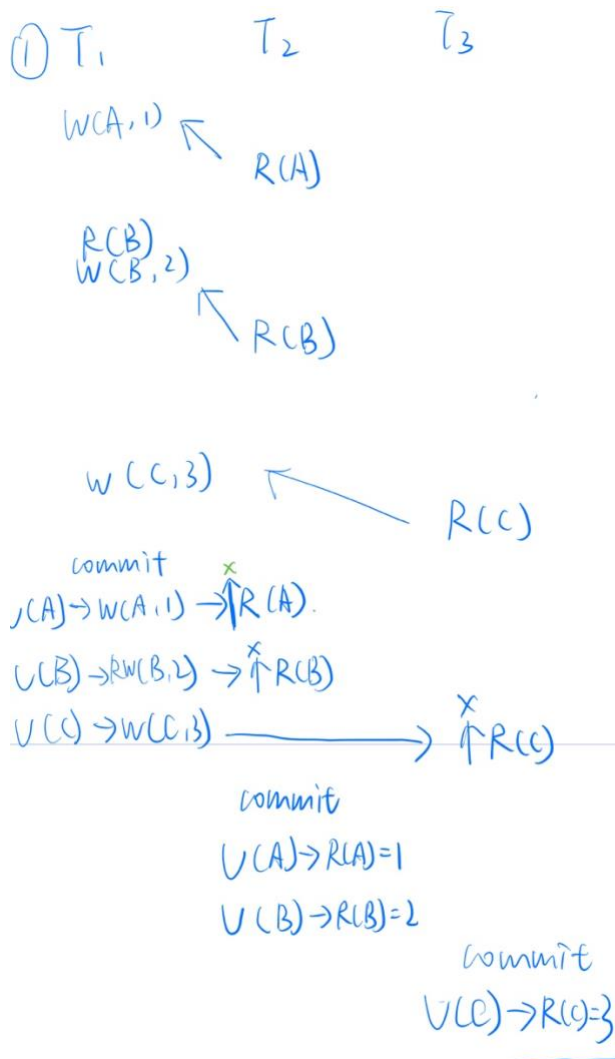 ① T₁ T₂ T₃
W(A,1)
R(A)
R(B)
W(B,2)
R(B)
W(C,3)
R(C)
commit
(A)→W(A,1)→↑R(A).
x
U(B)→RW(B,2)→↑R(B)
x
U(C)→W(C,3)→↑R(C)
x
commit
U(A)→R(A)=1
U(B)→R(B)=2
commit
U(C)→R(C)=3